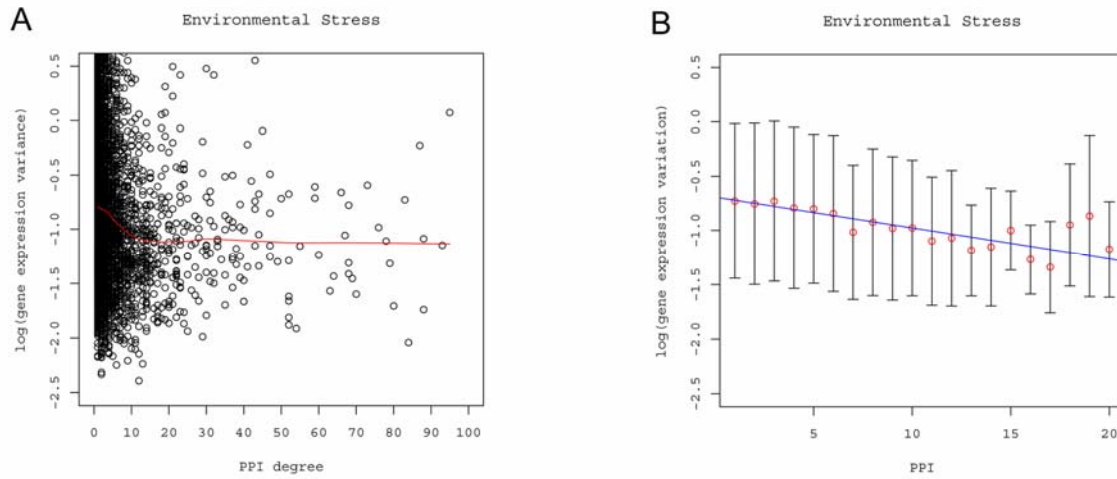 A
Environmental Stress
log(gene expression variance)
0.5
0.0
-0.5
-1.0
-1.5
-2.0
-2.5
0 10 20 30 40 50 60 70 80 90 100
PPI degree
B
Environmental Stress
log(gene expression variation)
0.5
0.0
-0.5
-1.0
-1.5
-2.0
-2.5
5 10 15 20
PPI